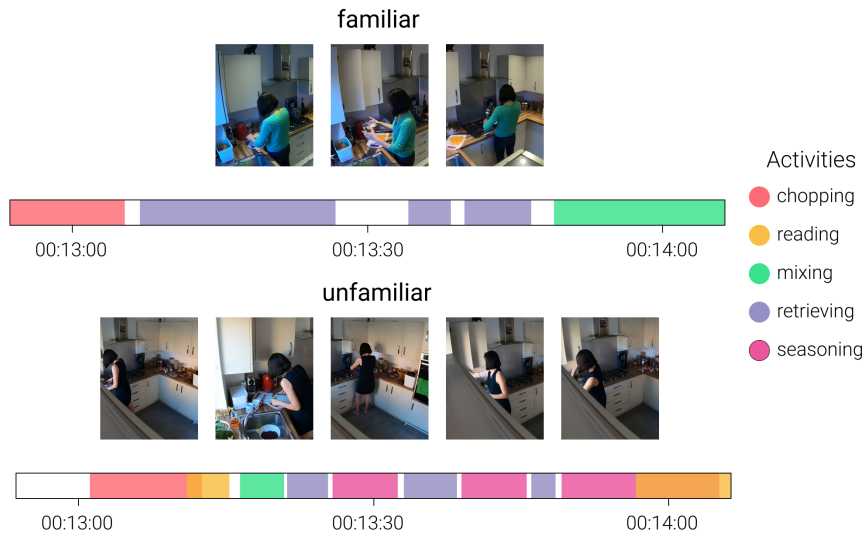 familiar
00:13:00 00:13:30 00:14:00
unfamiliar
00:13:00 00:13:30 00:14:00
Activities
chopping
reading
mixing
retrieving
seasoning